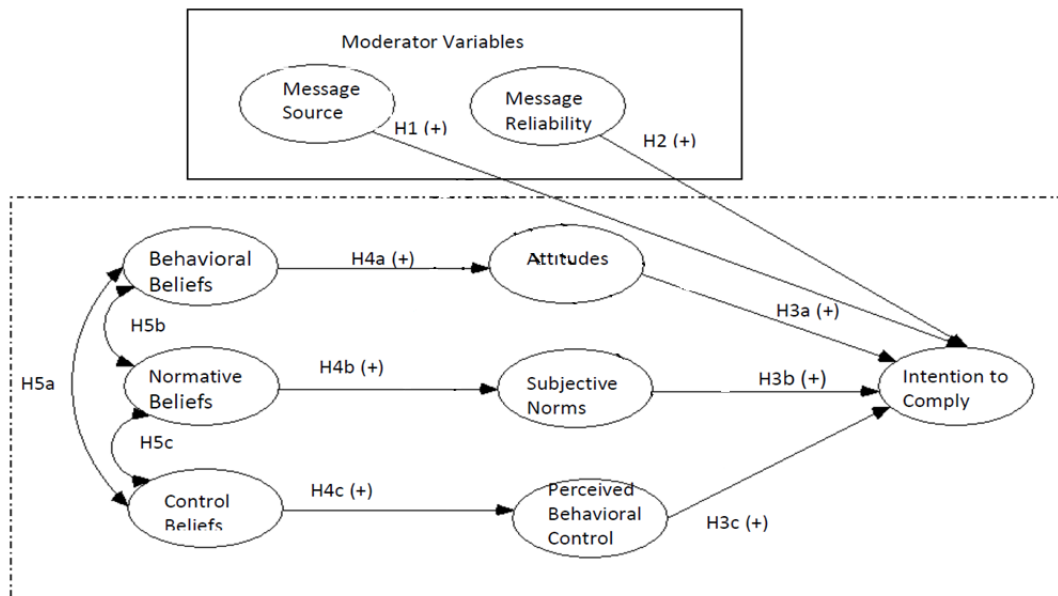 Moderator Variables
Message
Source
Message
Reliability
H1 (+)
H2 (+)
Behavioral
Beliefs
H4a (+)
Attitudes
H3a (+)
H5b
H5a
Normative
Beliefs
H4b (+)
Subjective
Norms
H3b (+)
Intention to
Comply
H5c
Control
Beliefs
H4c (+)
Perceived
Behavioral
Control
H3c (+)